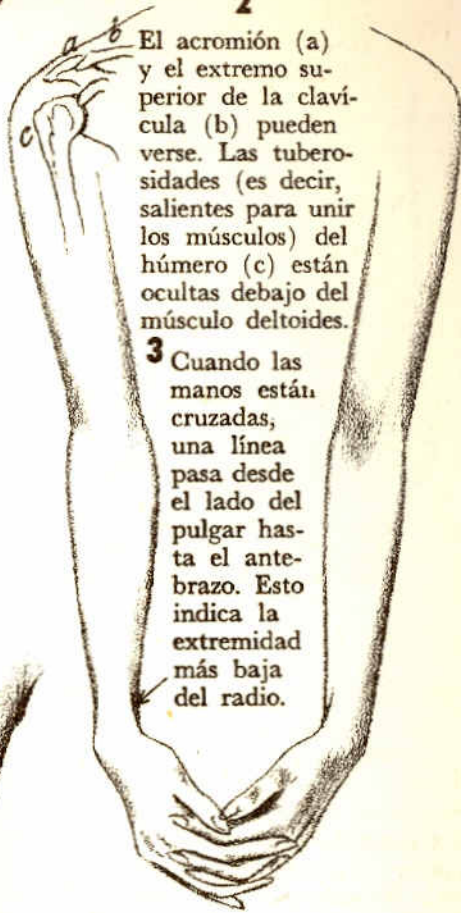 2
a b
El acromión (a)
y el extremo su-
perior de la claví-
cula (b) pueden
verse. Las tubero-
sidades (es decir,
salientes para unir
los músculos) del
húmero (c) están
ocultas debajo del
músculo deltoides.
c
3 Cuando las
manos están
cruzadas,
una línea
pasa desde
el lado del
pulgar has-
ta el ante-
brazo. Esto
indica la
extremidad
más baja
del radio.